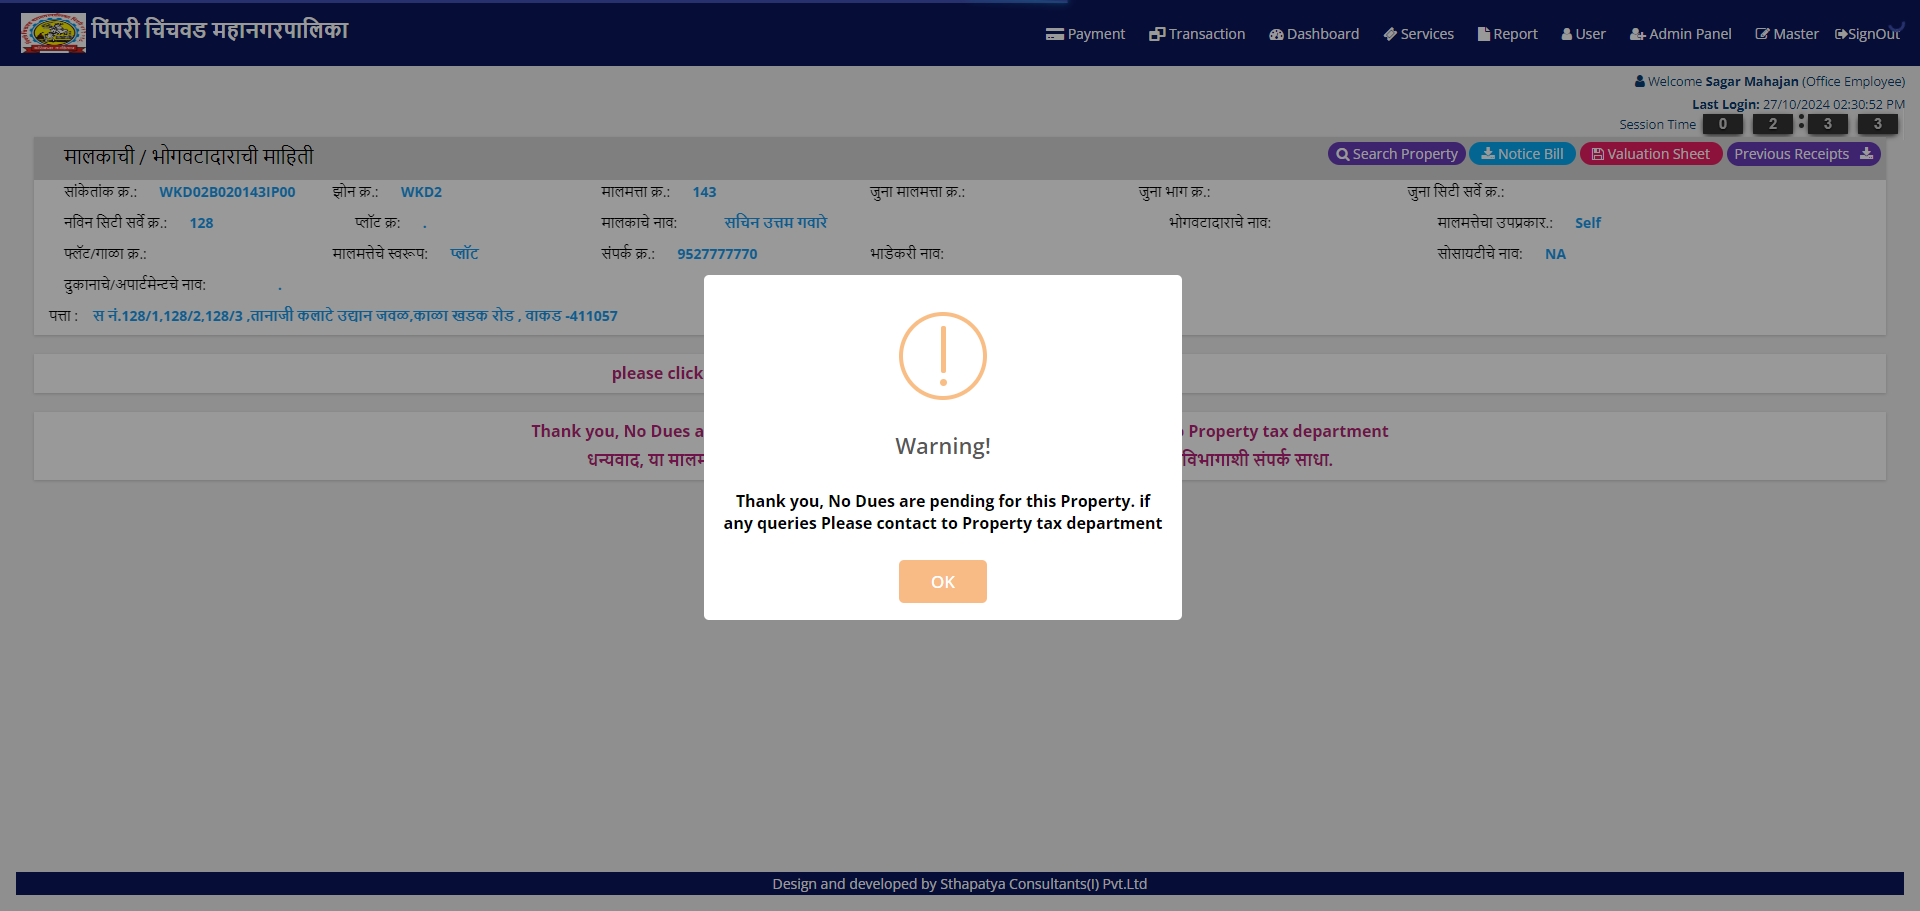 पिंपरी चिंचवड महानगरपालिका
Payment Transaction Dashboard Services Report User Admin Panel Master SignOut
Welcome Sagar Mahajan (Office Employee)
Last Login: 27/10/2024 02:30:52 PM
Session Time 0 2 : 3 3
मालकाची / भोगवटादाराची माहिती
Search Property Notice Bill Valuation Sheet Previous Receipts
सांकेतांक क्र.: WKD02B020143IP00 झोन क्र.: WKD2 मालमत्ता क्र.: 143 जुना मालमत्ता क्र.: जुना भाग क्र.: जुना सिटी सर्वे क्र.:
नविन सिटी सर्वे क्र.: 128 प्लॉट क्र: . मालकाचे नाव: सचिन उत्तम गवारे भोगवटादाराचे नाव: मालमत्तेचा उपप्रकार.: Self
फ्लॅट/गाळा क्र.: मालमत्तेचे स्वरूप: प्लॉट संपर्क क्र.: 9527777770 भाडेकरी नाव: सोसायटीचे नाव: NA
दुकानाचे/अपार्टमेन्टचे नाव: .
पत्ता : स नं.128/1,128/2,128/3 ,तानाजी कलाटे उद्यान जवळ,काळा खडक रोड , वाकड -411057
please click
Thank you, No Dues a Property tax department
धन्यवाद, या मालम विभागाशी संपर्क साधा.
Warning!
Thank you, No Dues are pending for this Property. if
any queries Please contact to Property tax department
OK
Design and developed by Sthapatya Consultants(I) Pvt.Ltd